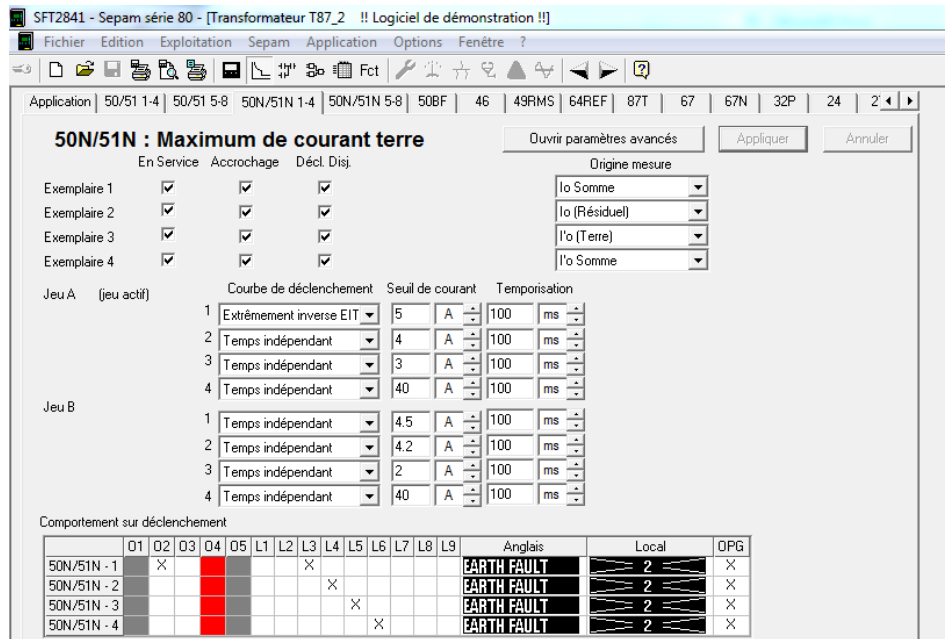 SFT2841 - Sepam série 80 - [Transformateur T87_2 !! Logiciel de démonstration !!]
Fichier Edition Exploitation Sepam Application Options Fenêtre ?
Fct
Application 50/51 1-4 50/51 5-8 50N/51N 1-4 50N/51N 5-8 50BF 46 49RMS 64REF 87T 67 67N 32P 24
50N/51N : Maximum de courant terre Ouvrir paramètres avancés Appliquer Annuler
En Service Accrochage Décl. Disj. Origine mesure
Exemplaire 1 Io Somme
Exemplaire 2 Io (Résiduel)
Exemplaire 3 I'o (Terre)
Exemplaire 4 I'o Somme
Jeu A (jeu actif) Courbe de déclenchement Seuil de courant Temporisation
1 Extrêmement inverse EIT 5 A 100 ms
2 Temps indépendant 4 A 100 ms
3 Temps indépendant 3 A 100 ms
4 Temps indépendant 40 A 100 ms
Jeu B
1 Temps indépendant 4.5 A 100 ms
2 Temps indépendant 4.2 A 100 ms
3 Temps indépendant 2 A 100 ms
4 Temps indépendant 40 A 100 ms
Comportement sur déclenchement
O1 O2 O3 O4 O5 L1 L2 L3 L4 L5 L6 L7 L8 L9 Anglais Local OPG
50N/51N - 1 X X EARTH FAULT 2 X
50N/51N - 2 X EARTH FAULT 2 X
50N/51N - 3 X EARTH FAULT 2 X
50N/51N - 4 X EARTH FAULT 2 X